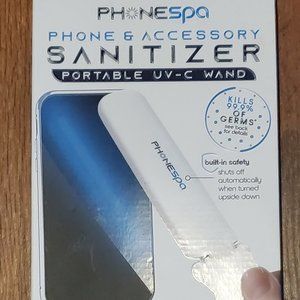 PHONESPA
PHONE & ACCESSORY
SANITIZER
PORTABLE UV-C WAND
KILLS
99.9%
OF
GERMS*
see back
for details
PHONESPA
built-in safety
shuts off
automatically
when turned
upside down